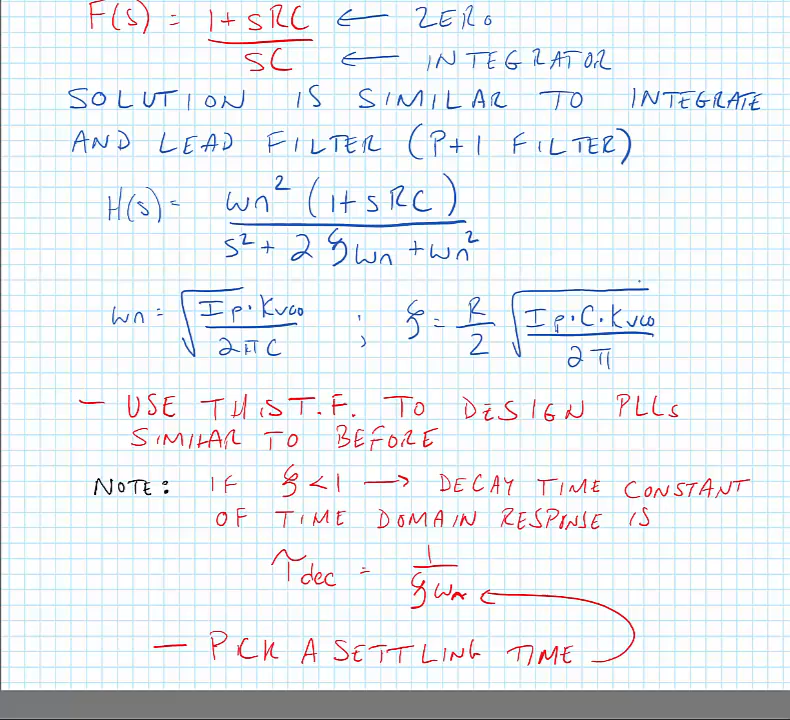 F(s) = (1+sRC)/(sC) ← ZERO
← INTEGRATOR
SOLUTION IS SIMILAR TO INTEGRATE
AND LEAD FILTER (P+I FILTER)
H(s) = ωn² (1+sRC) / (s² + 2ζωn + ωn²)
ωn = √(Ip·Kvco / 2πC) ; ζ = R/2 √(Ip·C·Kvco / 2π)
— USE THIS T.F. TO DESIGN PLLs
SIMILAR TO BEFORE
NOTE: IF ζ<1 → DECAY TIME CONSTANT
OF TIME DOMAIN RESPONSE IS
τdec = 1/(ζωn)
— PICK A SETTLING TIME